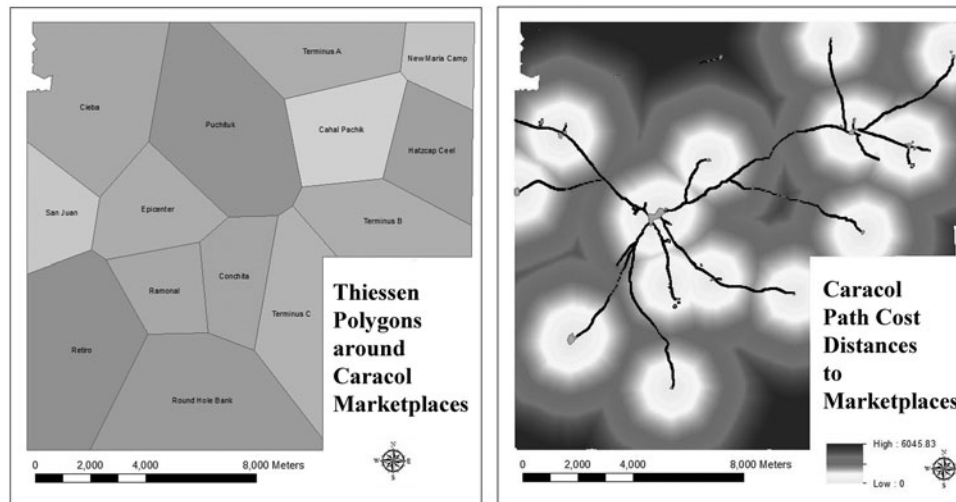 Terminus A
New Maria Camp
Cieba
Puchituk
Cahal Pachik
Hatzcap Ceel
San Juan
Epicenter
Terminus B
Conchita
Ramonal
Terminus C
Retiro
Round Hole Bank
Thiessen
Polygons
around
Caracol
Marketplaces
0 2,000 4,000 8,000 Meters
N
W E
S
Caracol
Path Cost
Distances
to
Marketplaces
High : 6045.83
Low : 0
0 2,000 4,000 8,000 Meters
N
W E
S